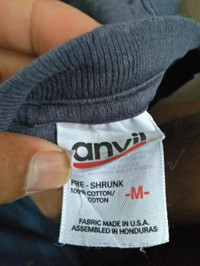 anvil
PRE - SHRUNK
100% COTTON/
COTON
-M-
FABRIC MADE IN U.S.A.
ASSEMBLED IN HONDURAS